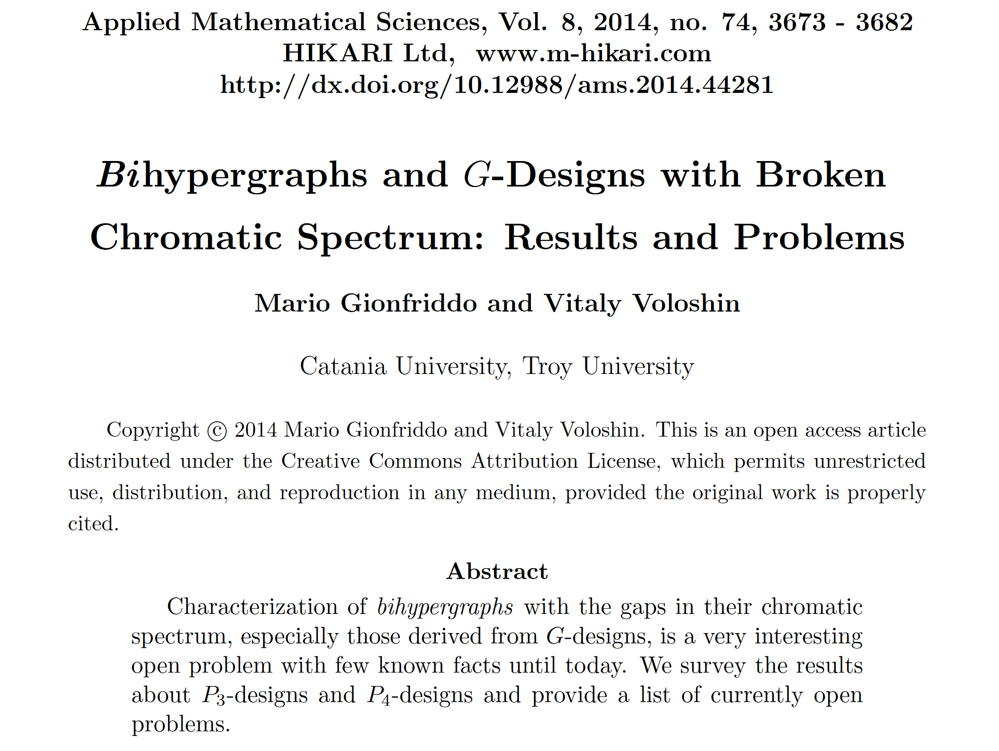 Applied Mathematical Sciences, Vol. 8, 2014, no. 74, 3673 - 3682
HIKARI Ltd, www.m-hikari.com
http://dx.doi.org/10.12988/ams.2014.44281
Bihypergraphs and G-Designs with Broken
Chromatic Spectrum: Results and Problems
Mario Gionfriddo and Vitaly Voloshin
Catania University, Troy University
Copyright © 2014 Mario Gionfriddo and Vitaly Voloshin. This is an open access article
distributed under the Creative Commons Attribution License, which permits unrestricted
use, distribution, and reproduction in any medium, provided the original work is properly
cited.
Abstract
Characterization of bihypergraphs with the gaps in their chromatic
spectrum, especially those derived from G-designs, is a very interesting
open problem with few known facts until today. We survey the results
about P₃-designs and P₄-designs and provide a list of currently open
problems.